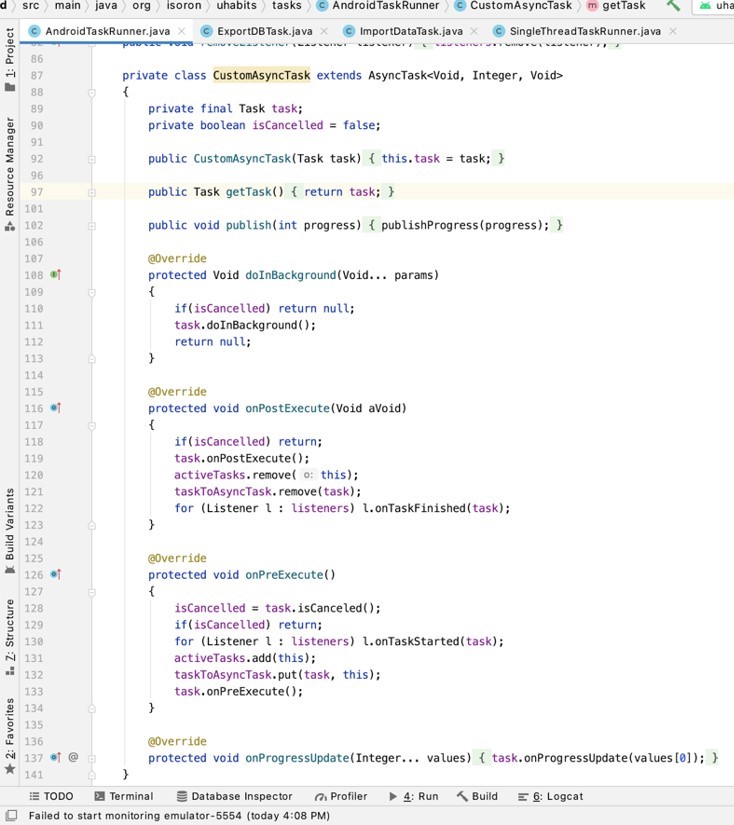 d › src › main › java › org › isoron › uhabits › tasks › AndroidTaskRunner › CustomAsyncTask › getTask uha
AndroidTaskRunner.java × ExportDBTask.java × ImportDataTask.java × SingleThreadTaskRunner.java ×
1: Project
Resource Manager
Build Variants
7: Structure
2: Favorites
82 public void removeListener(Listener listener) { listeners.remove(listener); }
86
87 private class CustomAsyncTask extends AsyncTask<Void, Integer, Void>
88 {
89 private final Task task;
90 private boolean isCancelled = false;
91
92 public CustomAsyncTask(Task task) { this.task = task; }
96
97 public Task getTask() { return task; }
101
102 public void publish(int progress) { publishProgress(progress); }
106
107 @Override
108 protected Void doInBackground(Void... params)
109 {
110 if(isCancelled) return null;
111 task.doInBackground();
112 return null;
113 }
114
115 @Override
116 protected void onPostExecute(Void aVoid)
117 {
118 if(isCancelled) return;
119 task.onPostExecute();
120 activeTasks.remove( o: this);
121 taskToAsyncTask.remove(task);
122 for (Listener l : listeners) l.onTaskFinished(task);
123 }
124
125 @Override
126 protected void onPreExecute()
127 {
128 isCancelled = task.isCanceled();
129 if(isCancelled) return;
130 for (Listener l : listeners) l.onTaskStarted(task);
131 activeTasks.add(this);
132 taskToAsyncTask.put(task, this);
133 task.onPreExecute();
134 }
135
136 @Override
137 @ protected void onProgressUpdate(Integer... values) { task.onProgressUpdate(values[0]); }
141 }
TODO Terminal Database Inspector Profiler 4: Run Build 6: Logcat
Failed to start monitoring emulator-5554 (today 4:08 PM)